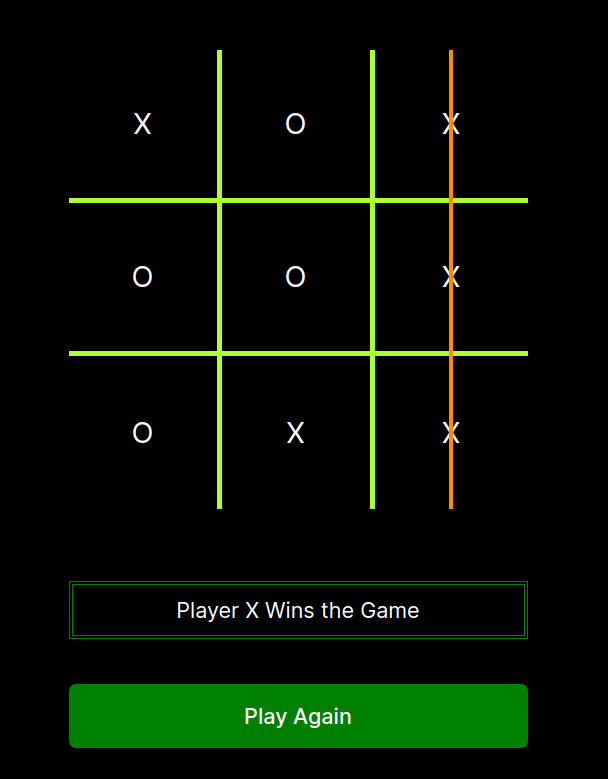 X O X
O O X
O X X
Player X Wins the Game
Play Again